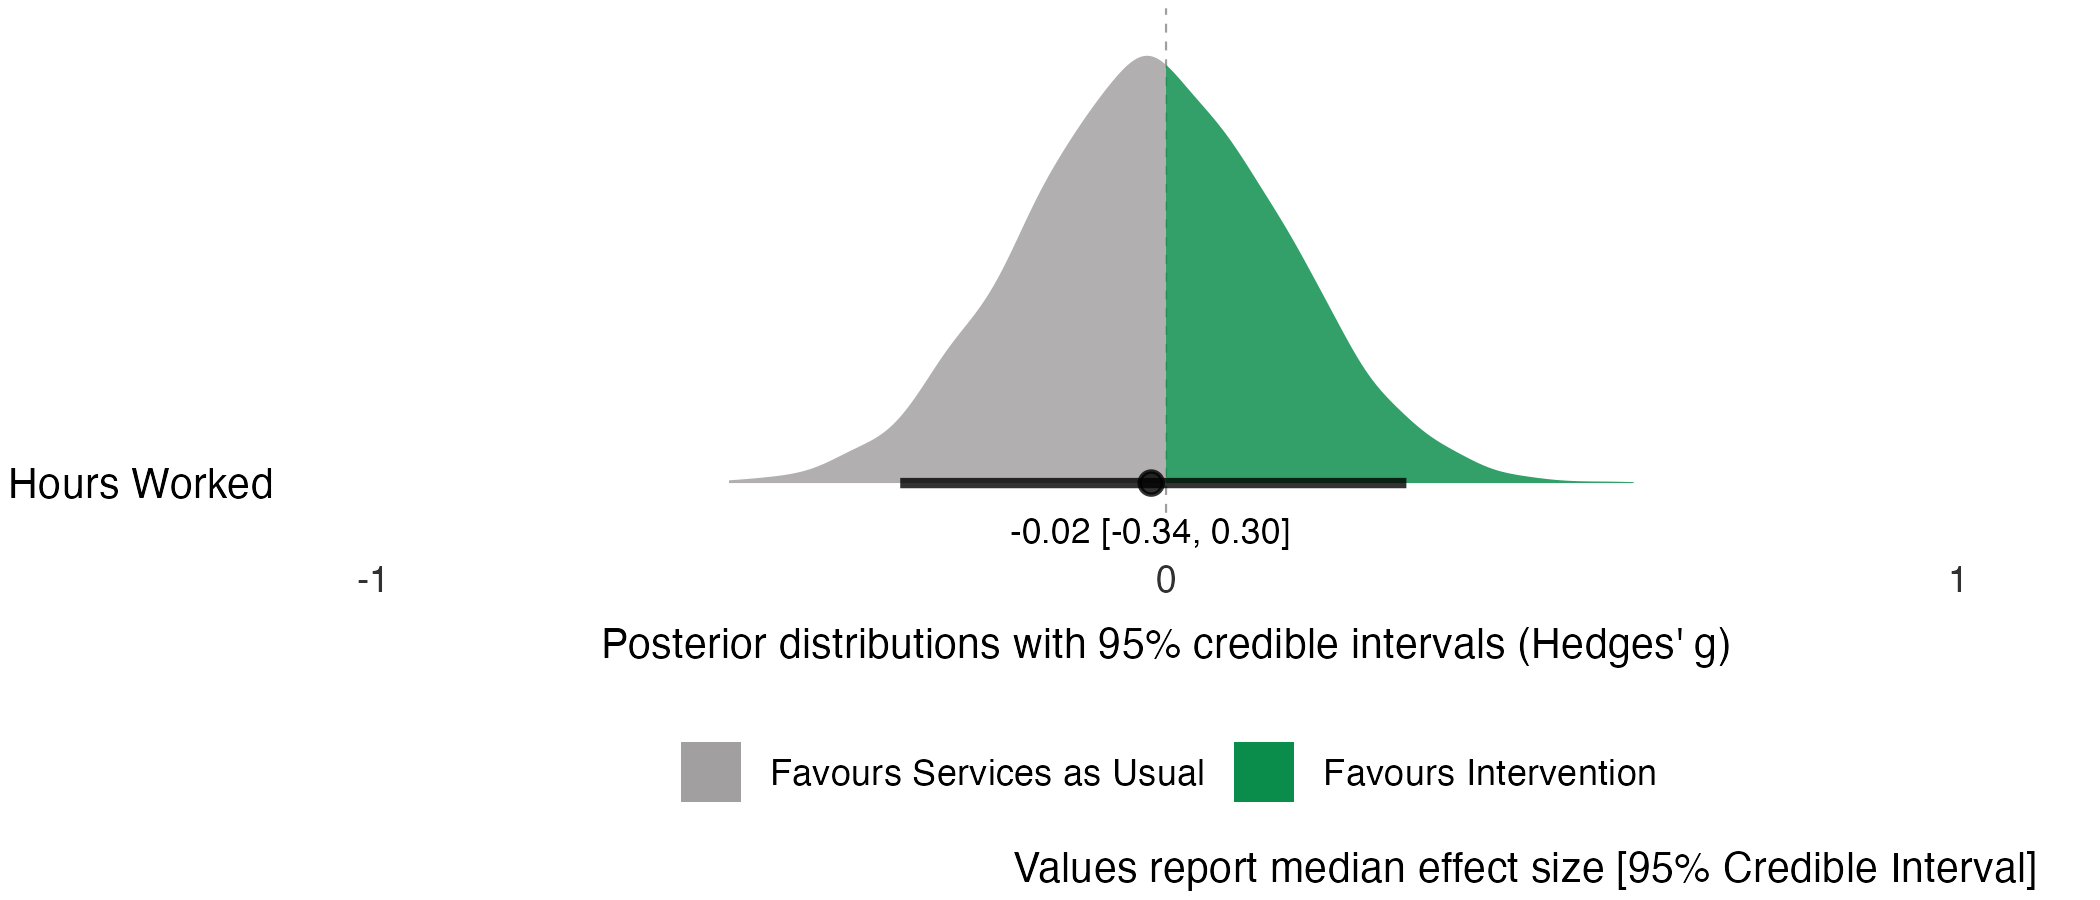 Hours Worked
-0.02 [-0.34, 0.30]
-1 0 1
Posterior distributions with 95% credible intervals (Hedges' g)
Favours Services as Usual Favours Intervention
Values report median effect size [95% Credible Interval]